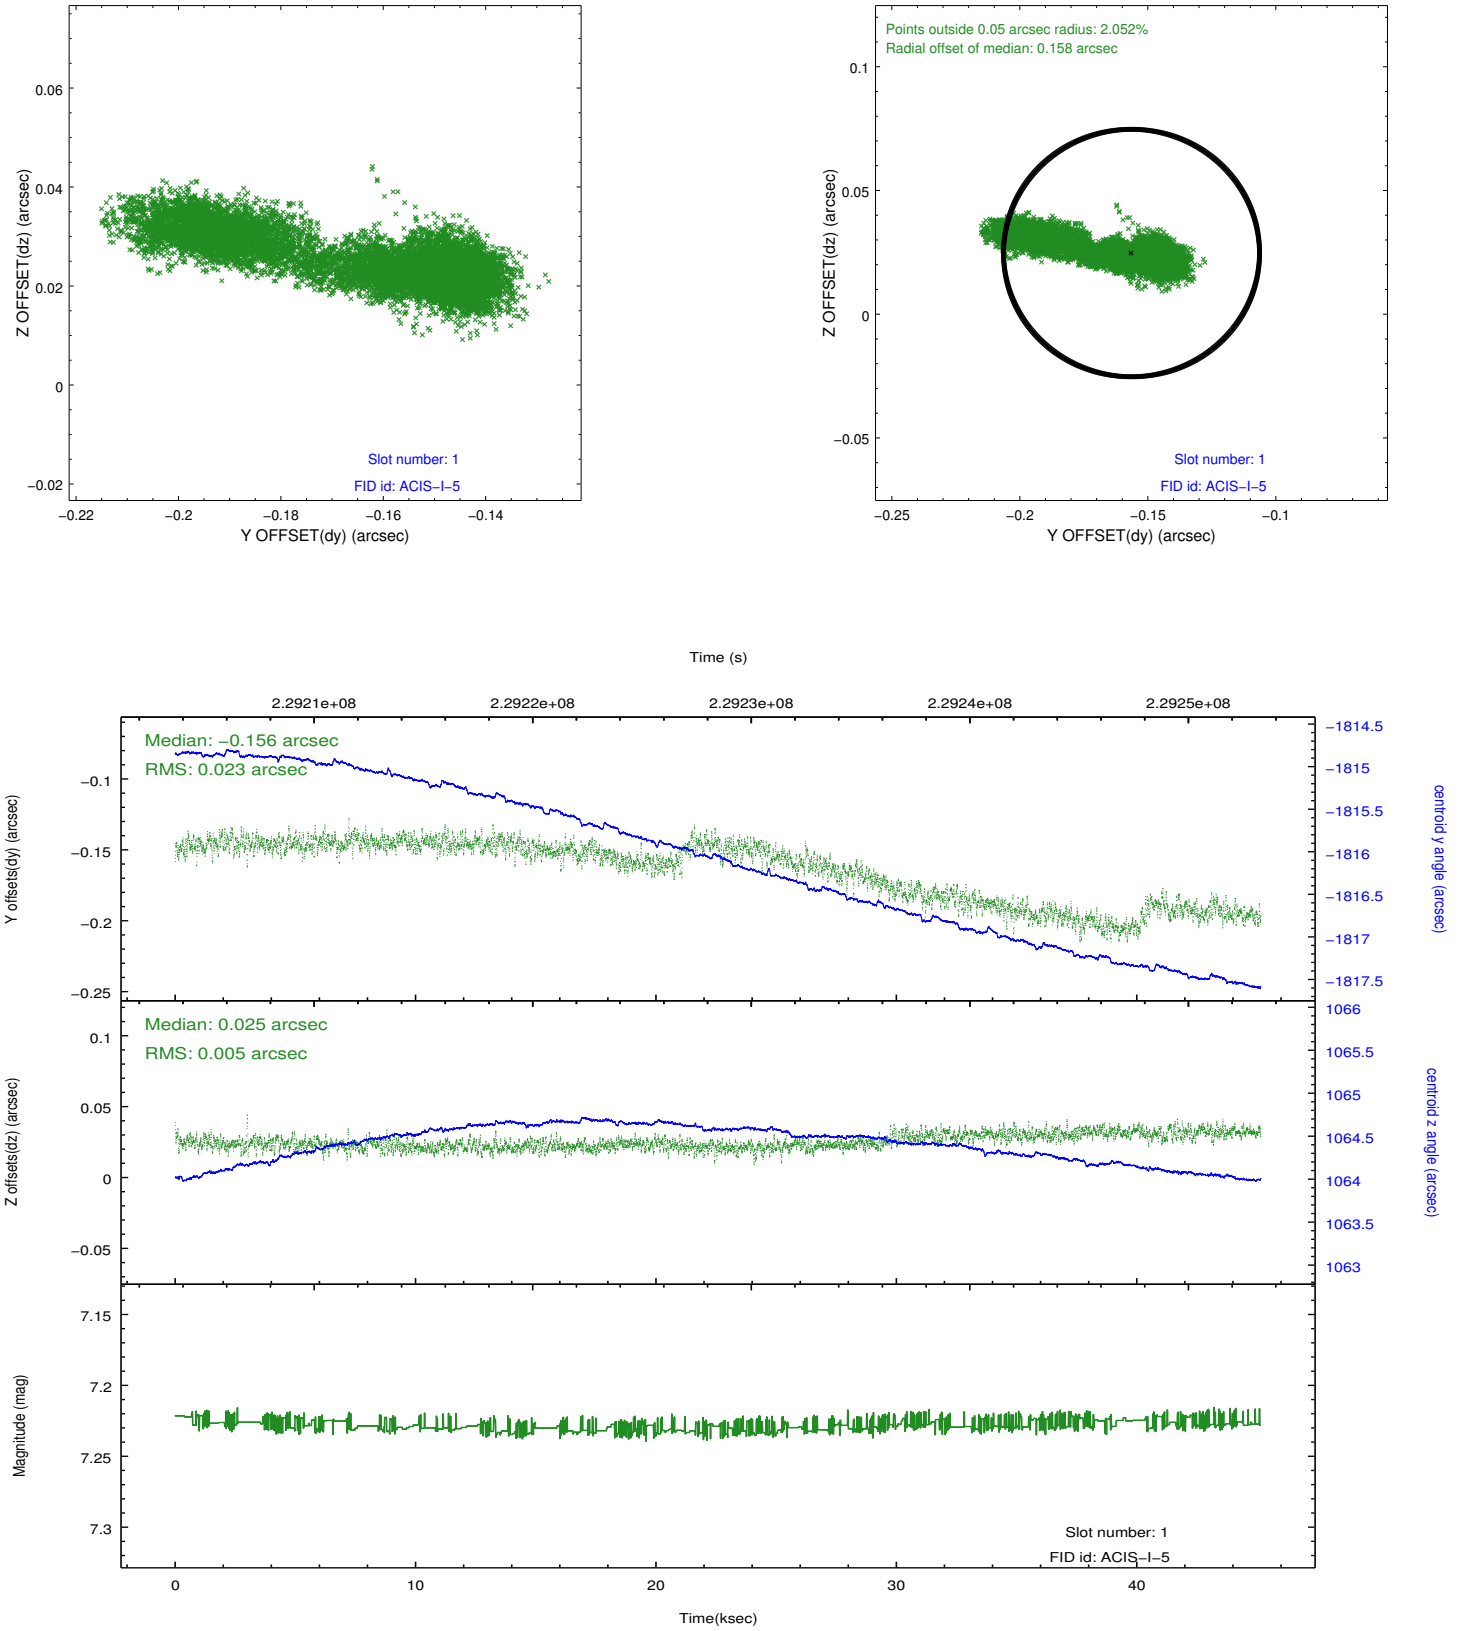 0.06
0.04
0.02
0
−0.02
Z OFFSET(dz) (arcsec)
Slot number: 1
FID id: ACIS−I−5
−0.22 −0.2 −0.18 −0.16 −0.14
Y OFFSET(dy) (arcsec)
Points outside 0.05 arcsec radius: 2.052%
Radial offset of median: 0.158 arcsec
0.1
0.05
0
−0.05
Z OFFSET(dz) (arcsec)
Slot number: 1
FID id: ACIS−I−5
−0.25 −0.2 −0.15 −0.1
Y OFFSET(dy) (arcsec)
Time (s)
2.2921e+08 2.2922e+08 2.2923e+08 2.2924e+08 2.2925e+08
Median: −0.156 arcsec
RMS: 0.023 arcsec
−0.1
−0.15
−0.2
−0.25
Y offsets(dy) (arcsec)
−1814.5
−1815
−1815.5
−1816
−1816.5
−1817
−1817.5
centroid y angle (arcsec)
Median: 0.025 arcsec
RMS: 0.005 arcsec
0.1
0.05
0
−0.05
Z offsets(dz) (arcsec)
1066
1065.5
1065
1064.5
1064
1063.5
1063
centroid z angle (arcsec)
7.15
7.2
7.25
7.3
Magnitude (mag)
Slot number: 1
FID id: ACIS−I−5
0 10 20 30 40
Time(ksec)